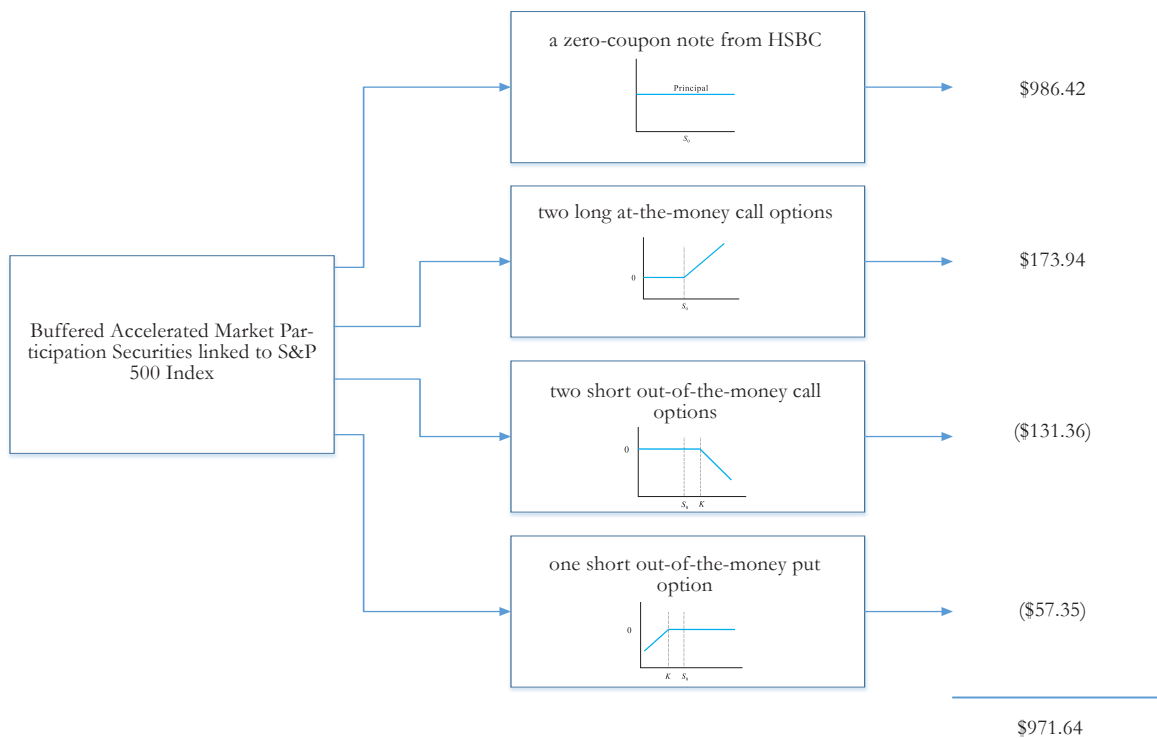 a zero-coupon note from HSBC
Principal
S₀
$986.42
two long at-the-money call options
0
S₀
$173.94
Buffered Accelerated Market Par-
ticipation Securities linked to S&P
500 Index
two short out-of-the-money call
options
0
S₀ K
($131.36)
one short out-of-the-money put
option
0
K S₀
($57.35)
$971.64